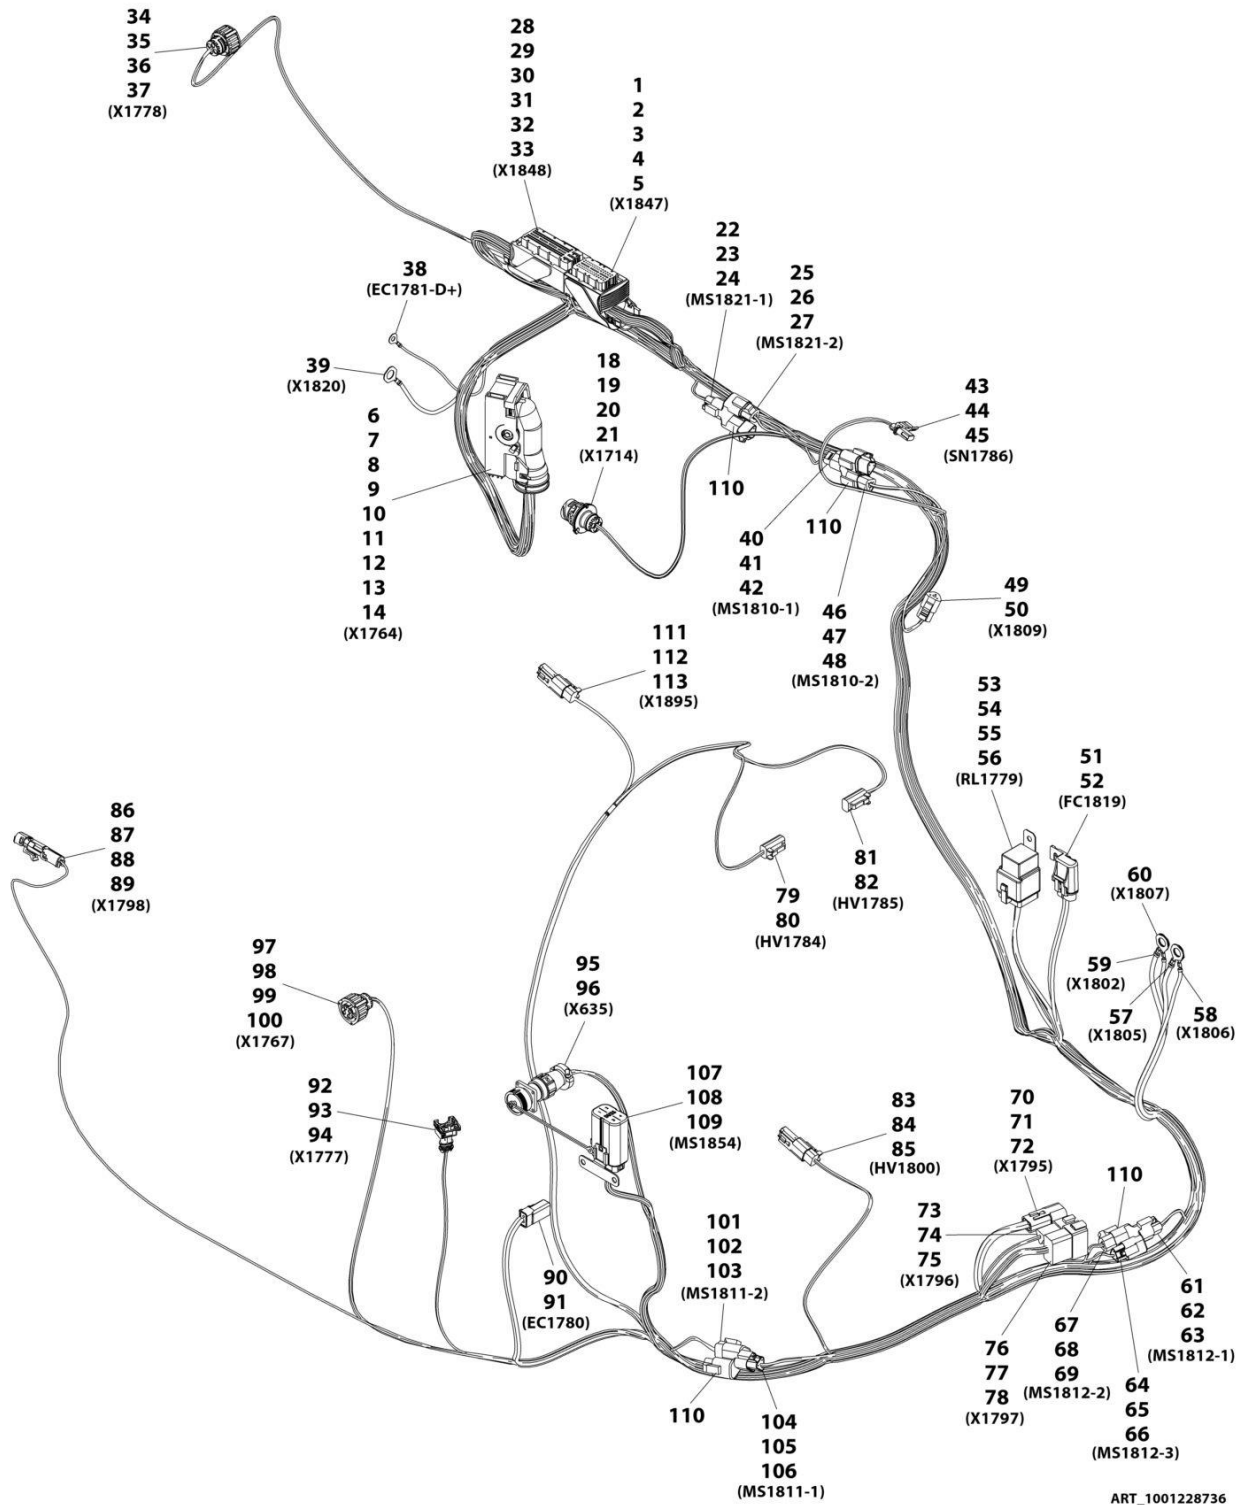 34
35
36
37
(X1778)
28
29
30
31
32
33
(X1848)
1
2
3
4
5
(X1847)
22
23
24
(MS1821-1)
25
26
27
(MS1821-2)
38
(EC1781-D+)
39
(X1820)
18
19
20
21
(X1714)
43
44
45
(SN1786)
6
7
8
9
10
11
12
13
14
(X1764)
110
110
40
41
42
(MS1810-1)
46
47
48
(MS1810-2)
49
50
(X1809)
111
112
113
(X1895)
53
54
55
56
(RL1779)
51
52
(FC1819)
86
87
88
89
(X1798)
81
82
(HV1785)
79
80
(HV1784)
60
(X1807)
59
(X1802)
57
(X1805)
58
(X1806)
97
98
99
100
(X1767)
95
96
(X635)
92
93
94
(X1777)
107
108
109
(MS1854)
83
84
85
(HV1800)
70
71
72
(X1795)
110
73
74
75
(X1796)
90
91
(EC1780)
101
102
103
(MS1811-2)
61
62
63
(MS1812-1)
67
68
69
(MS1812-2)
76
77
78
(X1797)
64
65
66
(MS1812-3)
110
104
105
106
(MS1811-1)
ART_1001228736